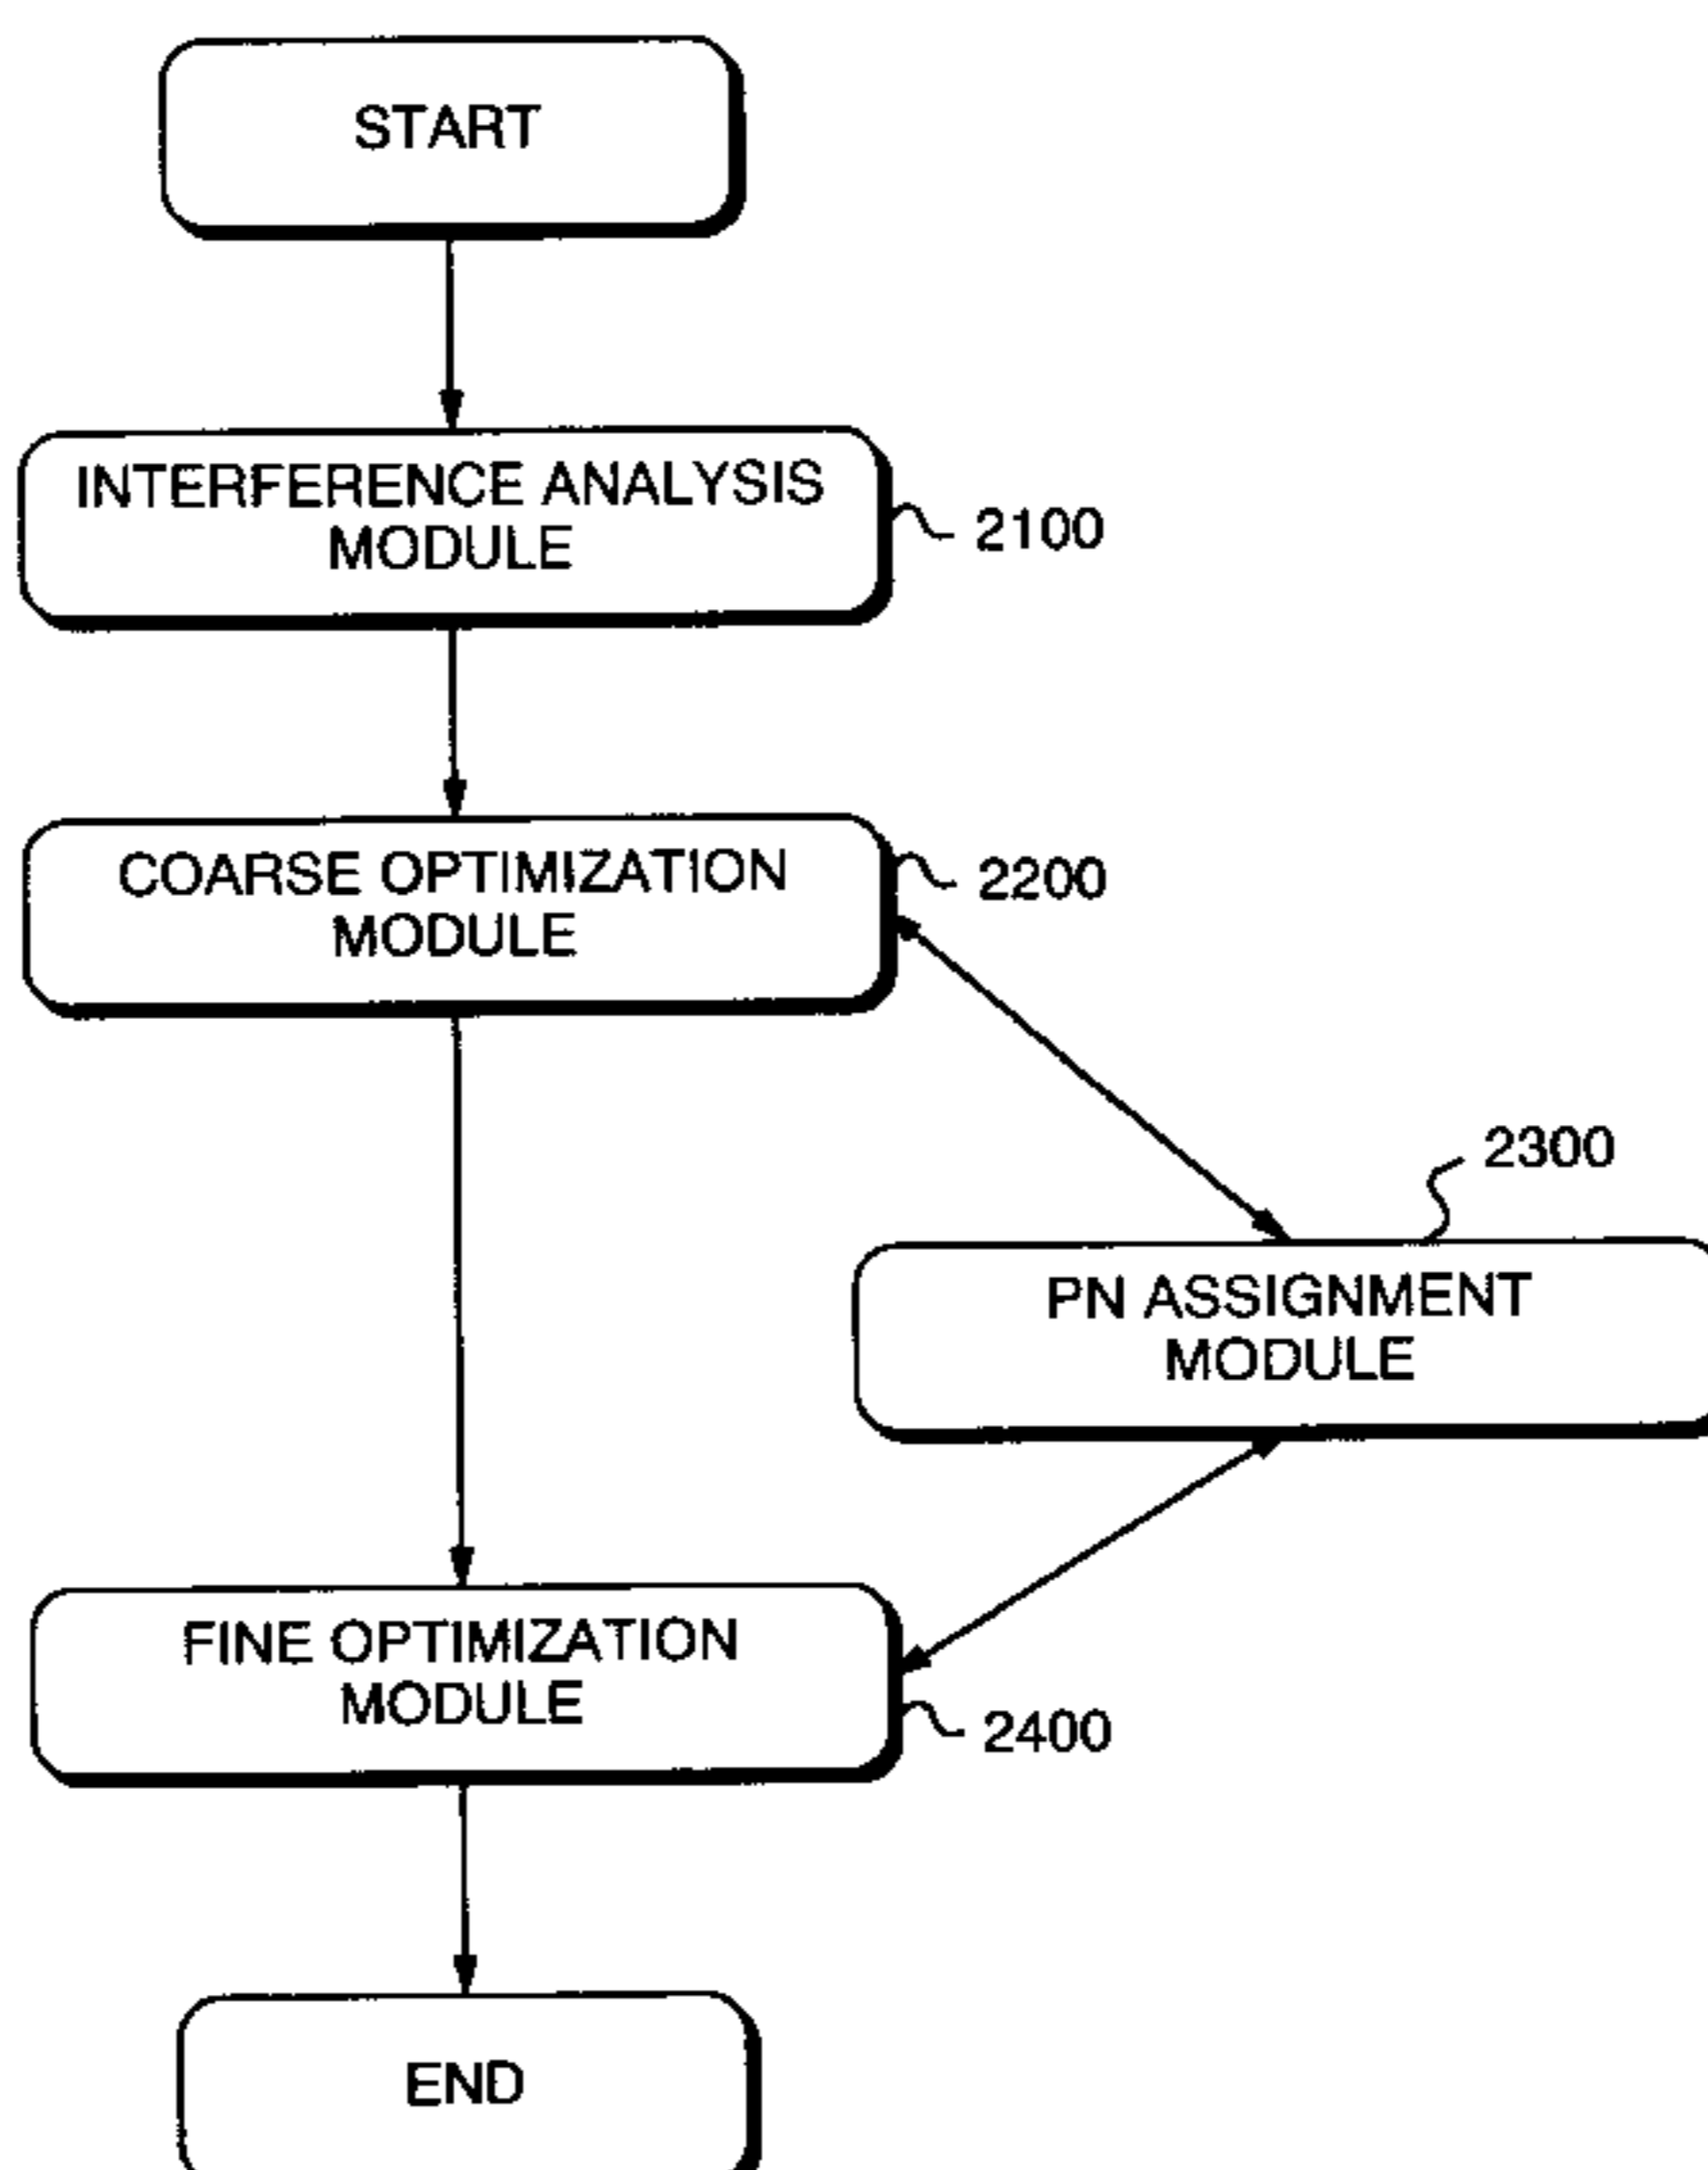 START
INTERFERENCE ANALYSIS
MODULE
2100
COARSE OPTIMIZATION
MODULE
2200
2300
PN ASSIGNMENT
MODULE
FINE OPTIMIZATION
MODULE
2400
END